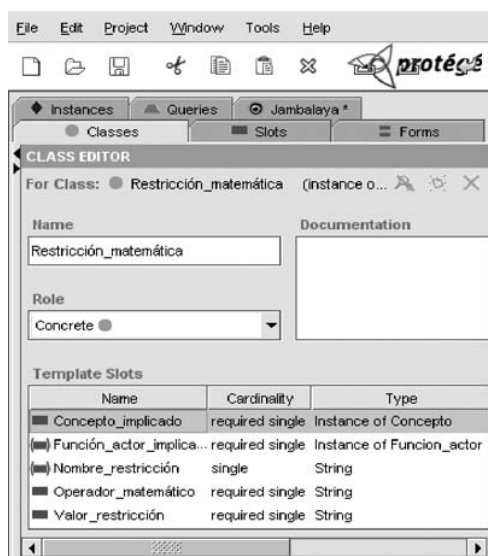 File Edit Project Window Tools Help
protégé
Instances Queries Jambalaya *
Classes Slots Forms
CLASS EDITOR
For Class: Restricción_matemática (instance o...
Name Documentation
Restricción_matemática
Role
Concrete
Template Slots
Name Cardinality Type
Concepto_implicado required single Instance of Concepto
Función_actor_implica... required single Instance of Funcion_actor
Nombre_restricción single String
Operador_matemático required single String
Valor_restricción required single String